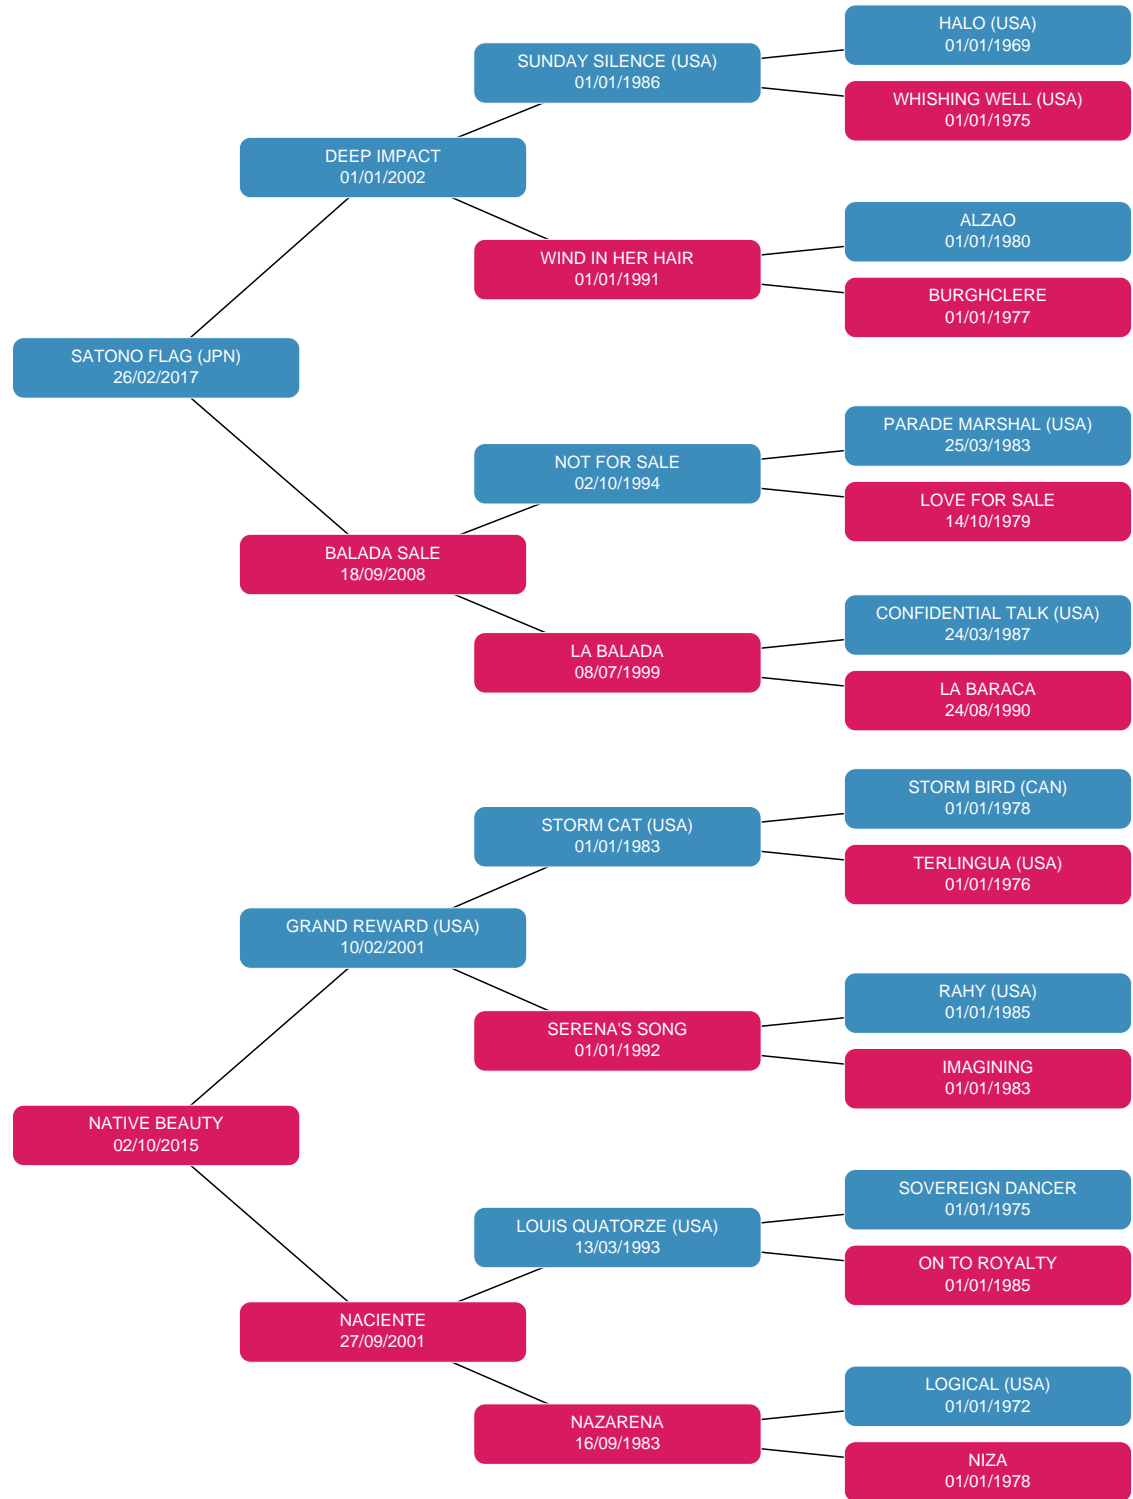 HALO (USA)
01/01/1969
SUNDAY SILENCE (USA)
01/01/1986
WHISHING WELL (USA)
01/01/1975
DEEP IMPACT
01/01/2002
ALZAO
01/01/1980
WIND IN HER HAIR
01/01/1991
BURGHCLERE
01/01/1977
SATONO FLAG (JPN)
26/02/2017
PARADE MARSHAL (USA)
25/03/1983
NOT FOR SALE
02/10/1994
LOVE FOR SALE
14/10/1979
BALADA SALE
18/09/2008
CONFIDENTIAL TALK (USA)
24/03/1987
LA BALADA
08/07/1999
LA BARACA
24/08/1990
STORM BIRD (CAN)
01/01/1978
STORM CAT (USA)
01/01/1983
TERLINGUA (USA)
01/01/1976
GRAND REWARD (USA)
10/02/2001
RAHY (USA)
01/01/1985
SERENA'S SONG
01/01/1992
IMAGINING
01/01/1983
NATIVE BEAUTY
02/10/2015
SOVEREIGN DANCER
01/01/1975
LOUIS QUATORZE (USA)
13/03/1993
ON TO ROYALTY
01/01/1985
NACIENTE
27/09/2001
LOGICAL (USA)
01/01/1972
NAZARENA
16/09/1983
NIZA
01/01/1978